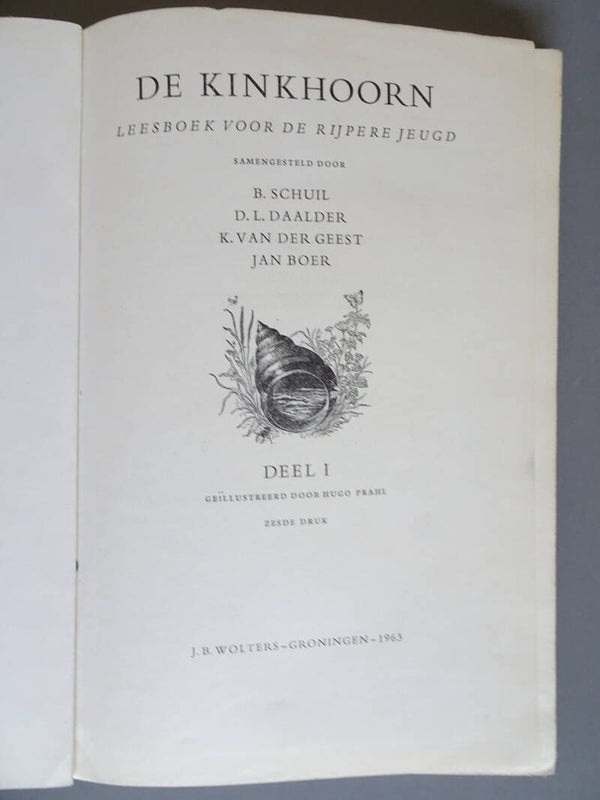 DE KINKHOORN
LEESBOEK VOOR DE RIJPERE JEUGD
SAMENGESTELD DOOR
B. SCHUIL
D. L. DAALDER
K. VAN DER GEEST
JAN BOER
DEEL I
GEÏLLUSTREERD DOOR HUGO PRAHL
ZESDE DRUK
J. B. WOLTERS–GRONINGEN–1963